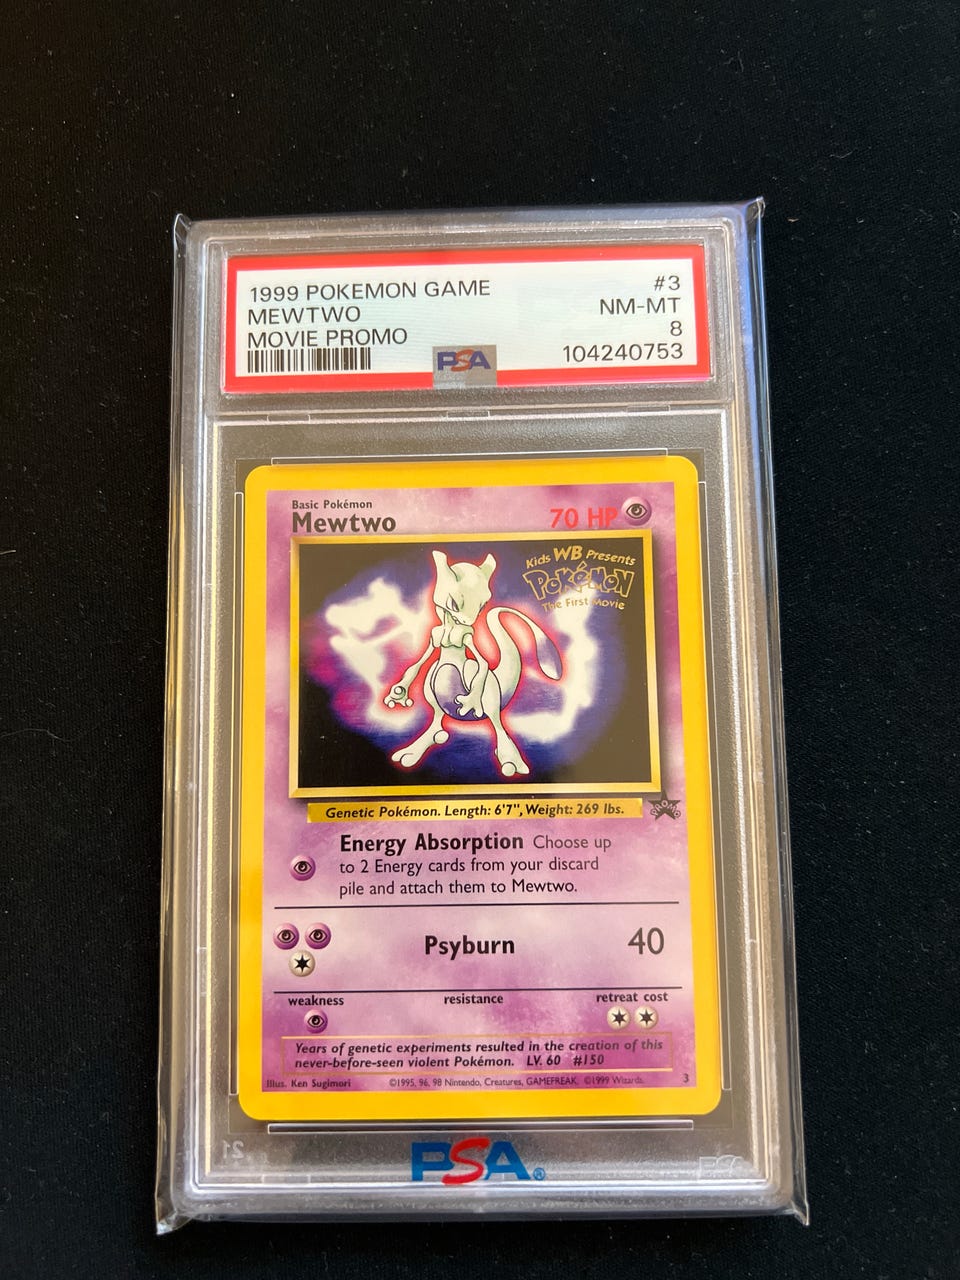 1999 POKEMON GAME #3
MEWTWO NM-MT
MOVIE PROMO 8
PSA 104240753
Basic Pokémon
Mewtwo 70 HP
Kids WB Presents
POKéMON
The First Movie
Genetic Pokémon. Length: 6'7", Weight: 269 lbs.
PROMO
Energy Absorption Choose up
to 2 Energy cards from your discard
pile and attach them to Mewtwo.
Psyburn 40
weakness resistance retreat cost
Years of genetic experiments resulted in the creation of this
never-before-seen violent Pokémon. LV. 60 #150
Illus. Ken Sugimori ©1995, 96, 98 Nintendo, Creatures, GAMEFREAK. ©1999 Wizards. 3
PSA®